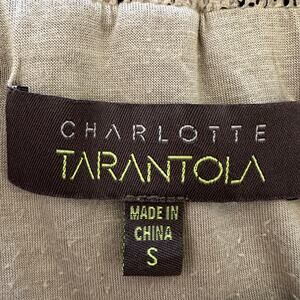 CHARLOTTE
TARANTOLA
MADE IN
CHINA
S